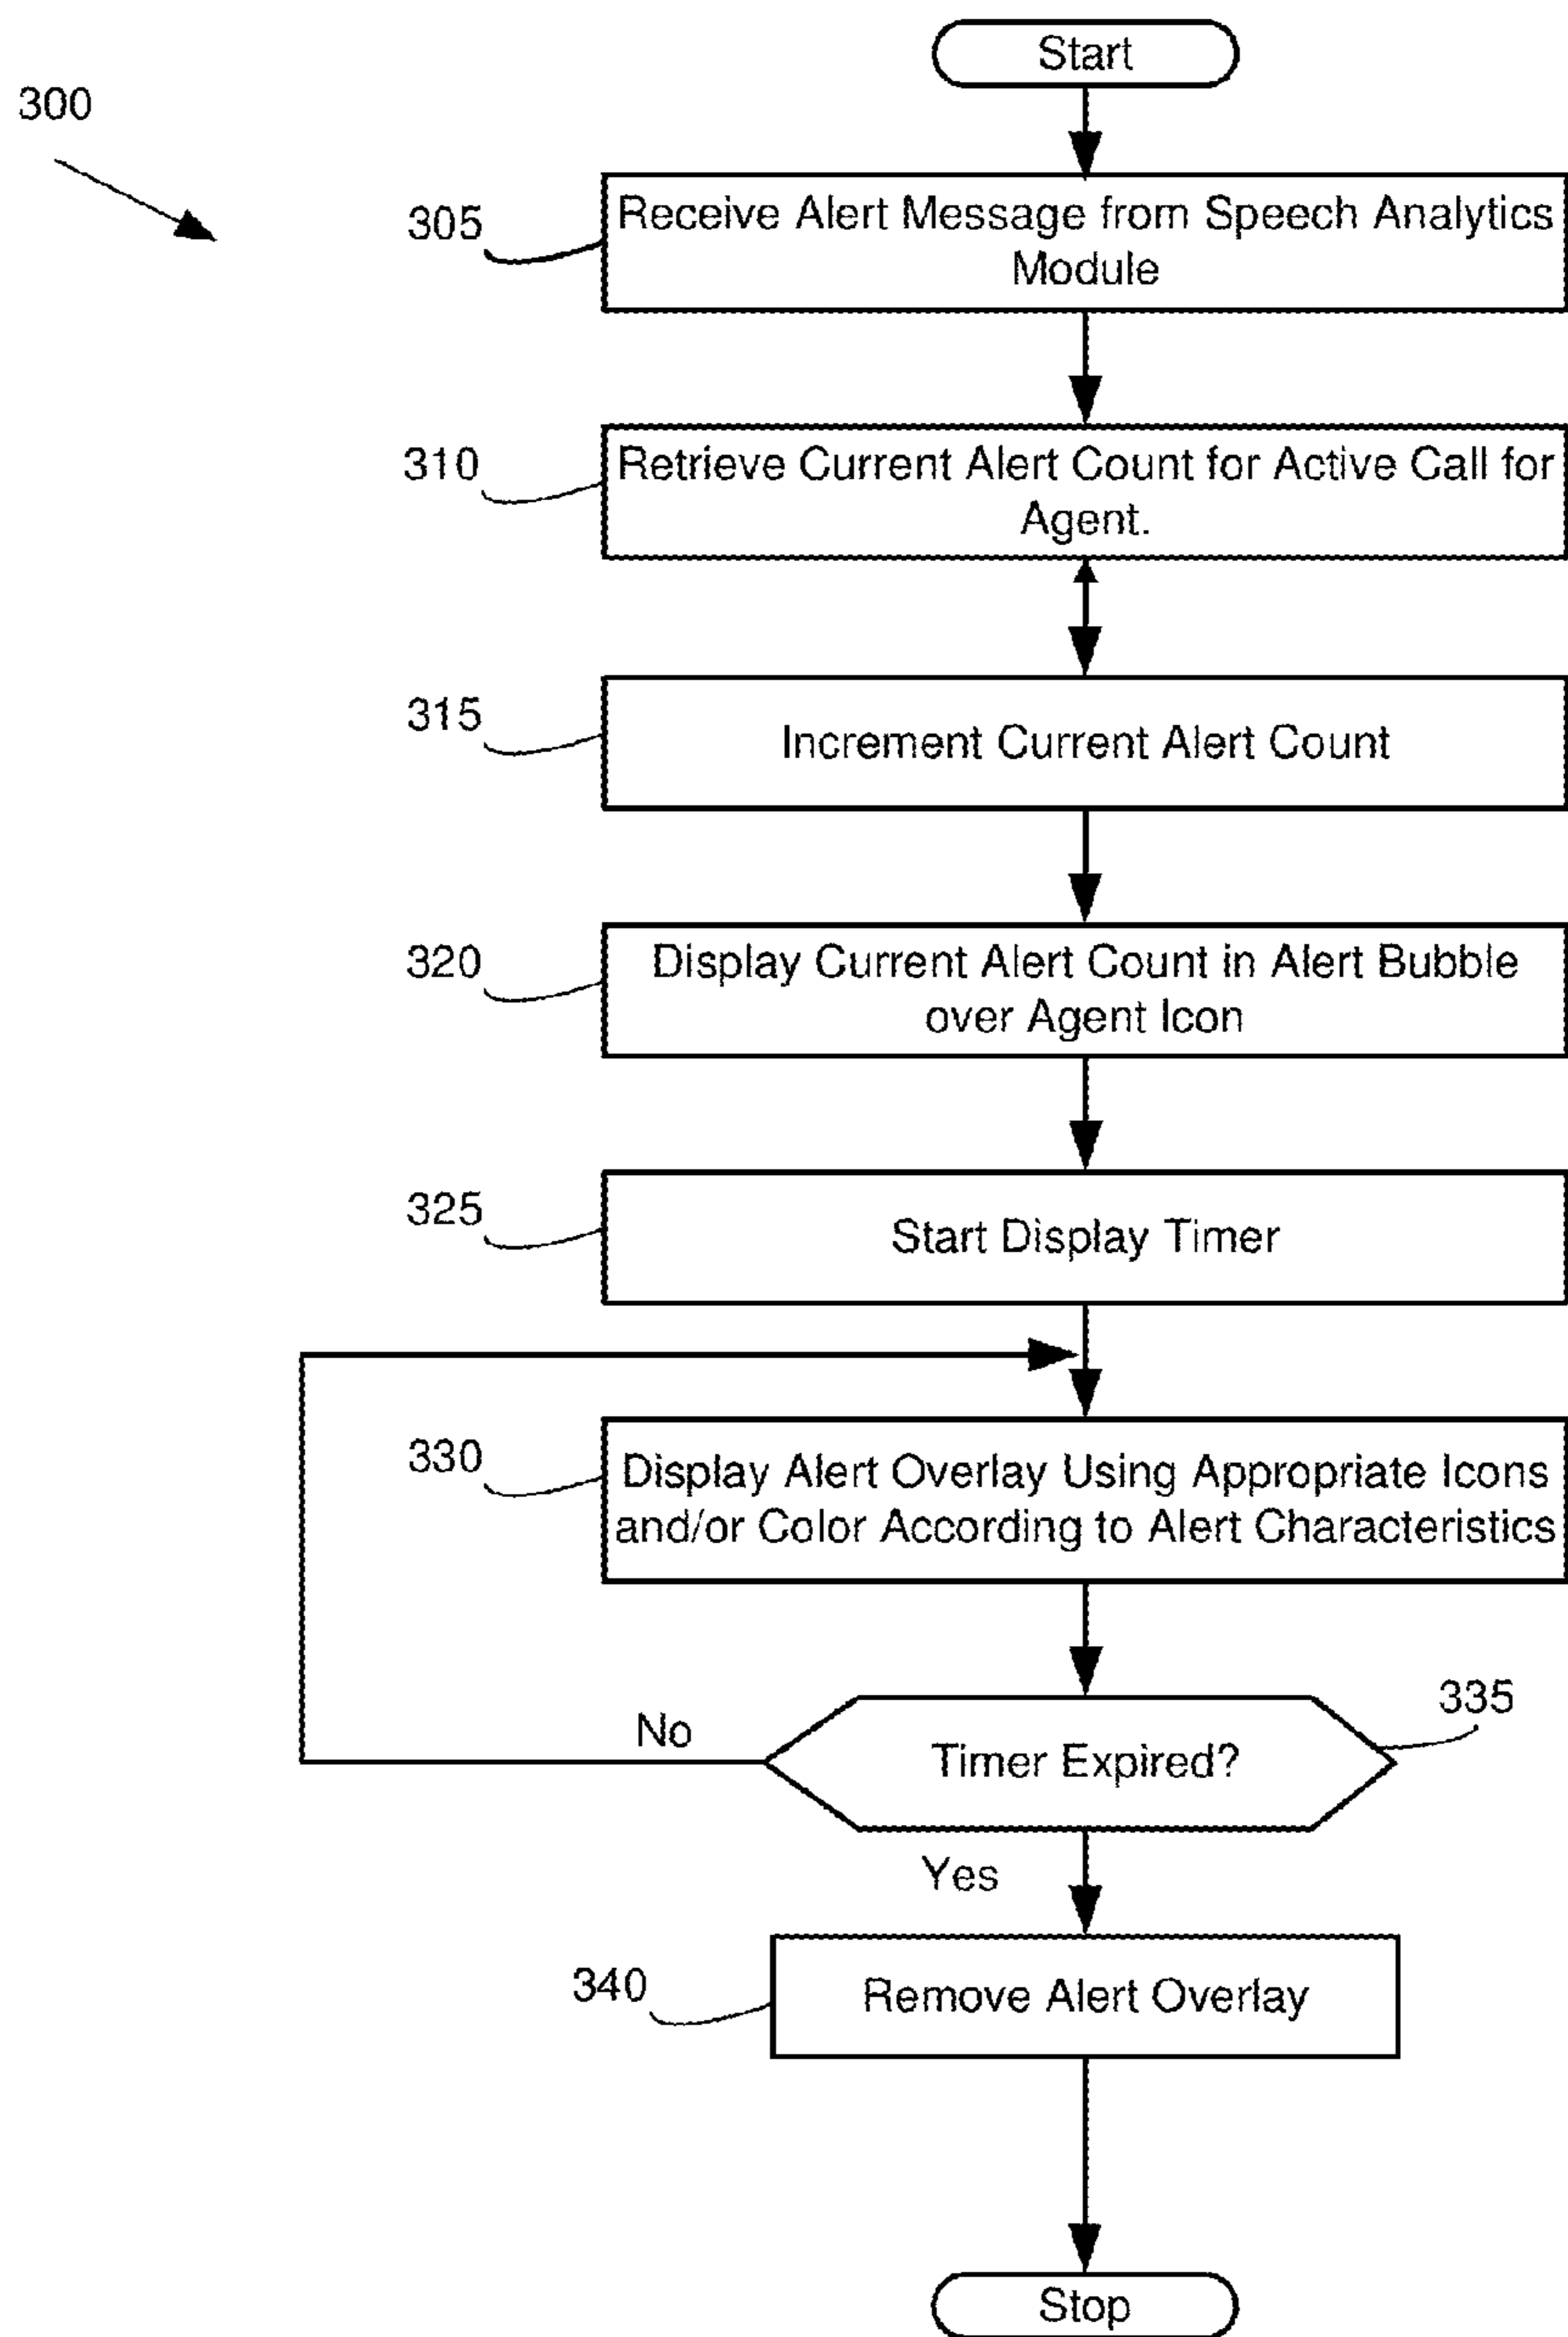 Start
300
305
Receive Alert Message from Speech Analytics
Module
310
Retrieve Current Alert Count for Active Call for
Agent.
315
Increment Current Alert Count
320
Display Current Alert Count in Alert Bubble
over Agent Icon
325
Start Display Timer
330
Display Alert Overlay Using Appropriate Icons
and/or Color According to Alert Characteristics
335
No
Timer Expired?
Yes
340
Remove Alert Overlay
Stop